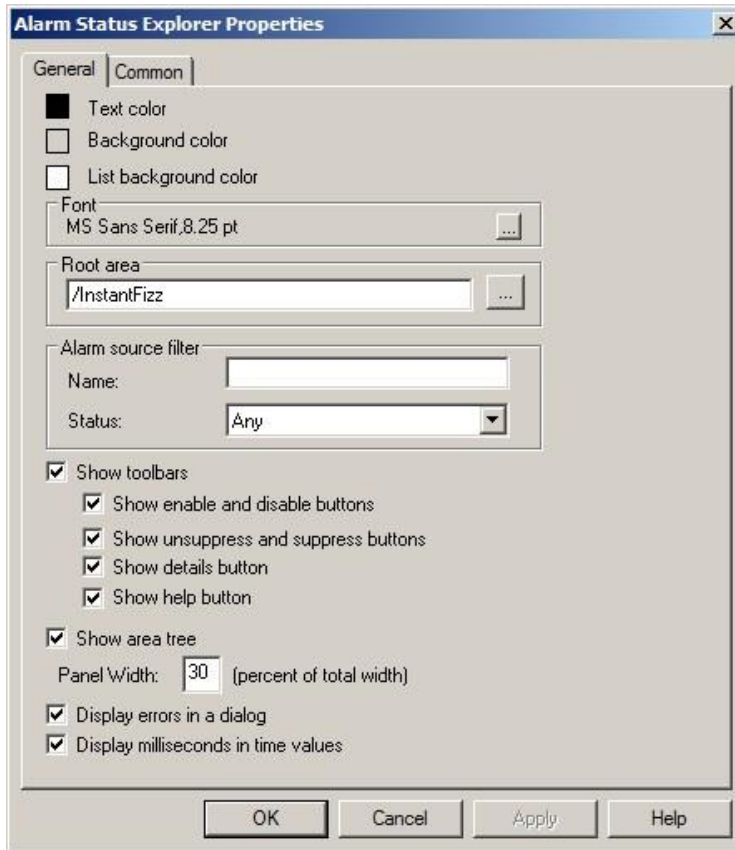 Alarm Status Explorer Properties
General Common
Text color
Background color
List background color
Font
MS Sans Serif,8.25 pt ...
Root area
/InstantFizz ...
Alarm source filter
Name:
Status: Any
Show toolbars
Show enable and disable buttons
Show unsuppress and suppress buttons
Show details button
Show help button
Show area tree
Panel Width: 30 (percent of total width)
Display errors in a dialog
Display milliseconds in time values
OK Cancel Apply Help